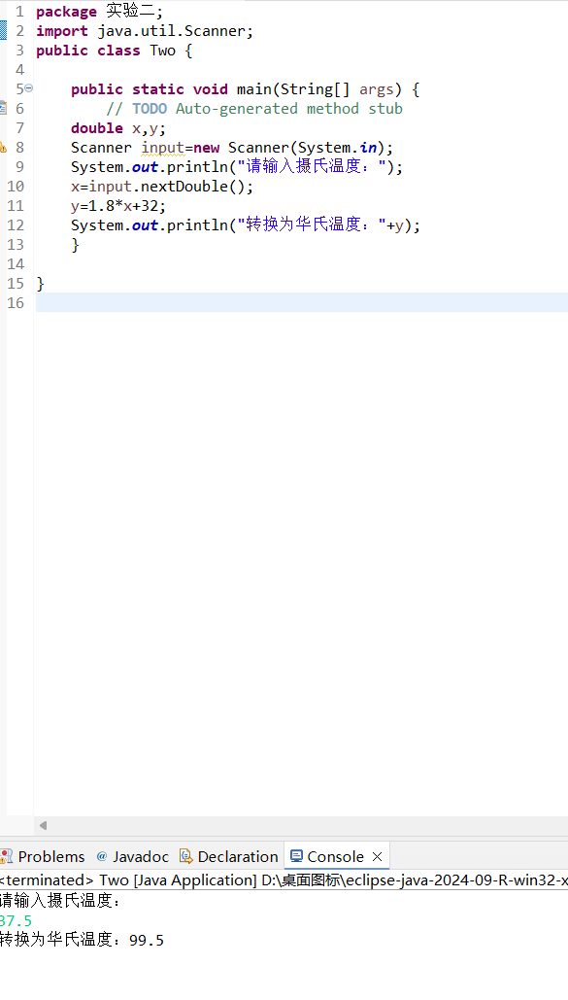 1 package 实验二;
2 import java.util.Scanner;
3 public class Two {
4
5 public static void main(String[] args) {
6 // TODO Auto-generated method stub
7 double x,y;
8 Scanner input=new Scanner(System.in);
9 System.out.println("请输入摄氏温度：");
10 x=input.nextDouble();
11 y=1.8*x+32;
12 System.out.println("转换为华氏温度："+y);
13 }
14
15 }
16
Problems @ Javadoc Declaration Console
<terminated> Two [Java Application] D:\桌面图标\eclipse-java-2024-09-R-win32-x
请输入摄氏温度：
37.5
转换为华氏温度：99.5